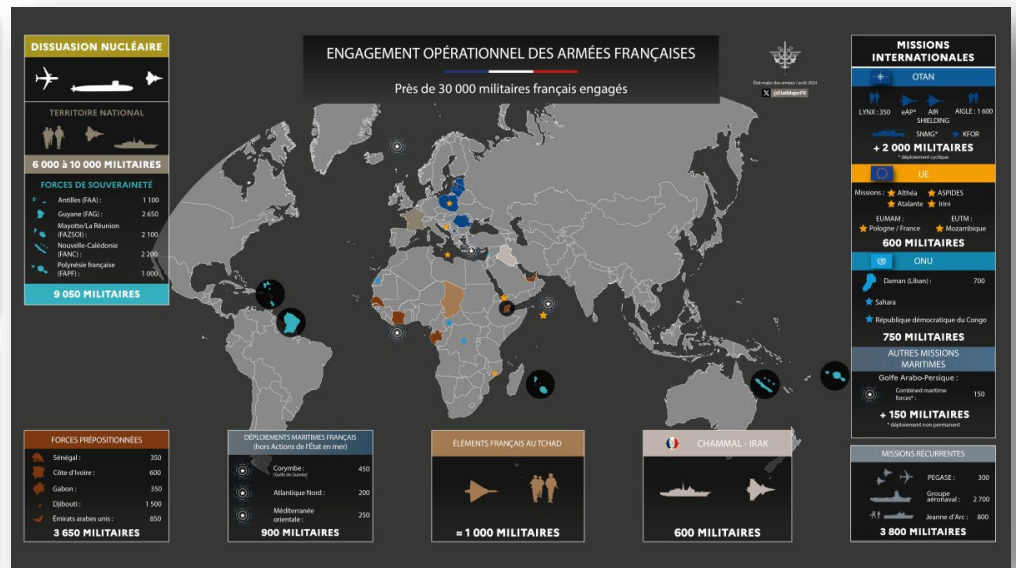 ENGAGEMENT OPÉRATIONNEL DES ARMÉES FRANÇAISES
Près de 30 000 militaires français engagés
État-major des armées / août 2024
X @EtatMajorFR
DISSUASION NUCLÉAIRE
TERRITOIRE NATIONAL
6 000 à 10 000 MILITAIRES
FORCES DE SOUVERAINETÉ
Antilles (FAA) : 1 100
Guyane (FAG) : 2 650
Mayotte/La Réunion
(FAZSOI) : 2 100
Nouvelle-Calédonie
(FANC) : 2 200
Polynésie française
(FAPF) : 1 000
9 050 MILITAIRES
MISSIONS
INTERNATIONALES
OTAN
LYNX : 350 eAP* AIR AIGLE : 1 600
SHIELDING
SNMG* KFOR
+ 2 000 MILITAIRES
* déploiement cyclique
UE
Missions : Althéa ASPIDES
Atalante Irini
EUMAM : EUTM :
Pologne / France Mozambique
600 MILITAIRES
ONU
Daman (Liban) : 700
Sahara
République démocratique du Congo
750 MILITAIRES
AUTRES MISSIONS
MARITIMES
Golfe Arabo-Persique :
Combined maritime
forces* : 150
+ 150 MILITAIRES
* déploiement non permanent
FORCES PRÉPOSITIONNÉES
Sénégal : 350
Côte d'Ivoire : 600
Gabon : 350
Djibouti : 1 500
Émirats arabes unis : 850
3 650 MILITAIRES
DÉPLOIEMENTS MARITIMES FRANÇAIS
(hors Actions de l'État en mer)
Corymbe : 450
(Golfe de Guinée)
Atlantique Nord : 200
Méditerranée
orientale : 250
900 MILITAIRES
ÉLÉMENTS FRANÇAIS AU TCHAD
≈ 1 000 MILITAIRES
CHAMMAL - IRAK
600 MILITAIRES
MISSIONS RÉCURRENTES
PEGASE : 300
Groupe
aéronaval : 2 700
Jeanne d'Arc : 800
3 800 MILITAIRES